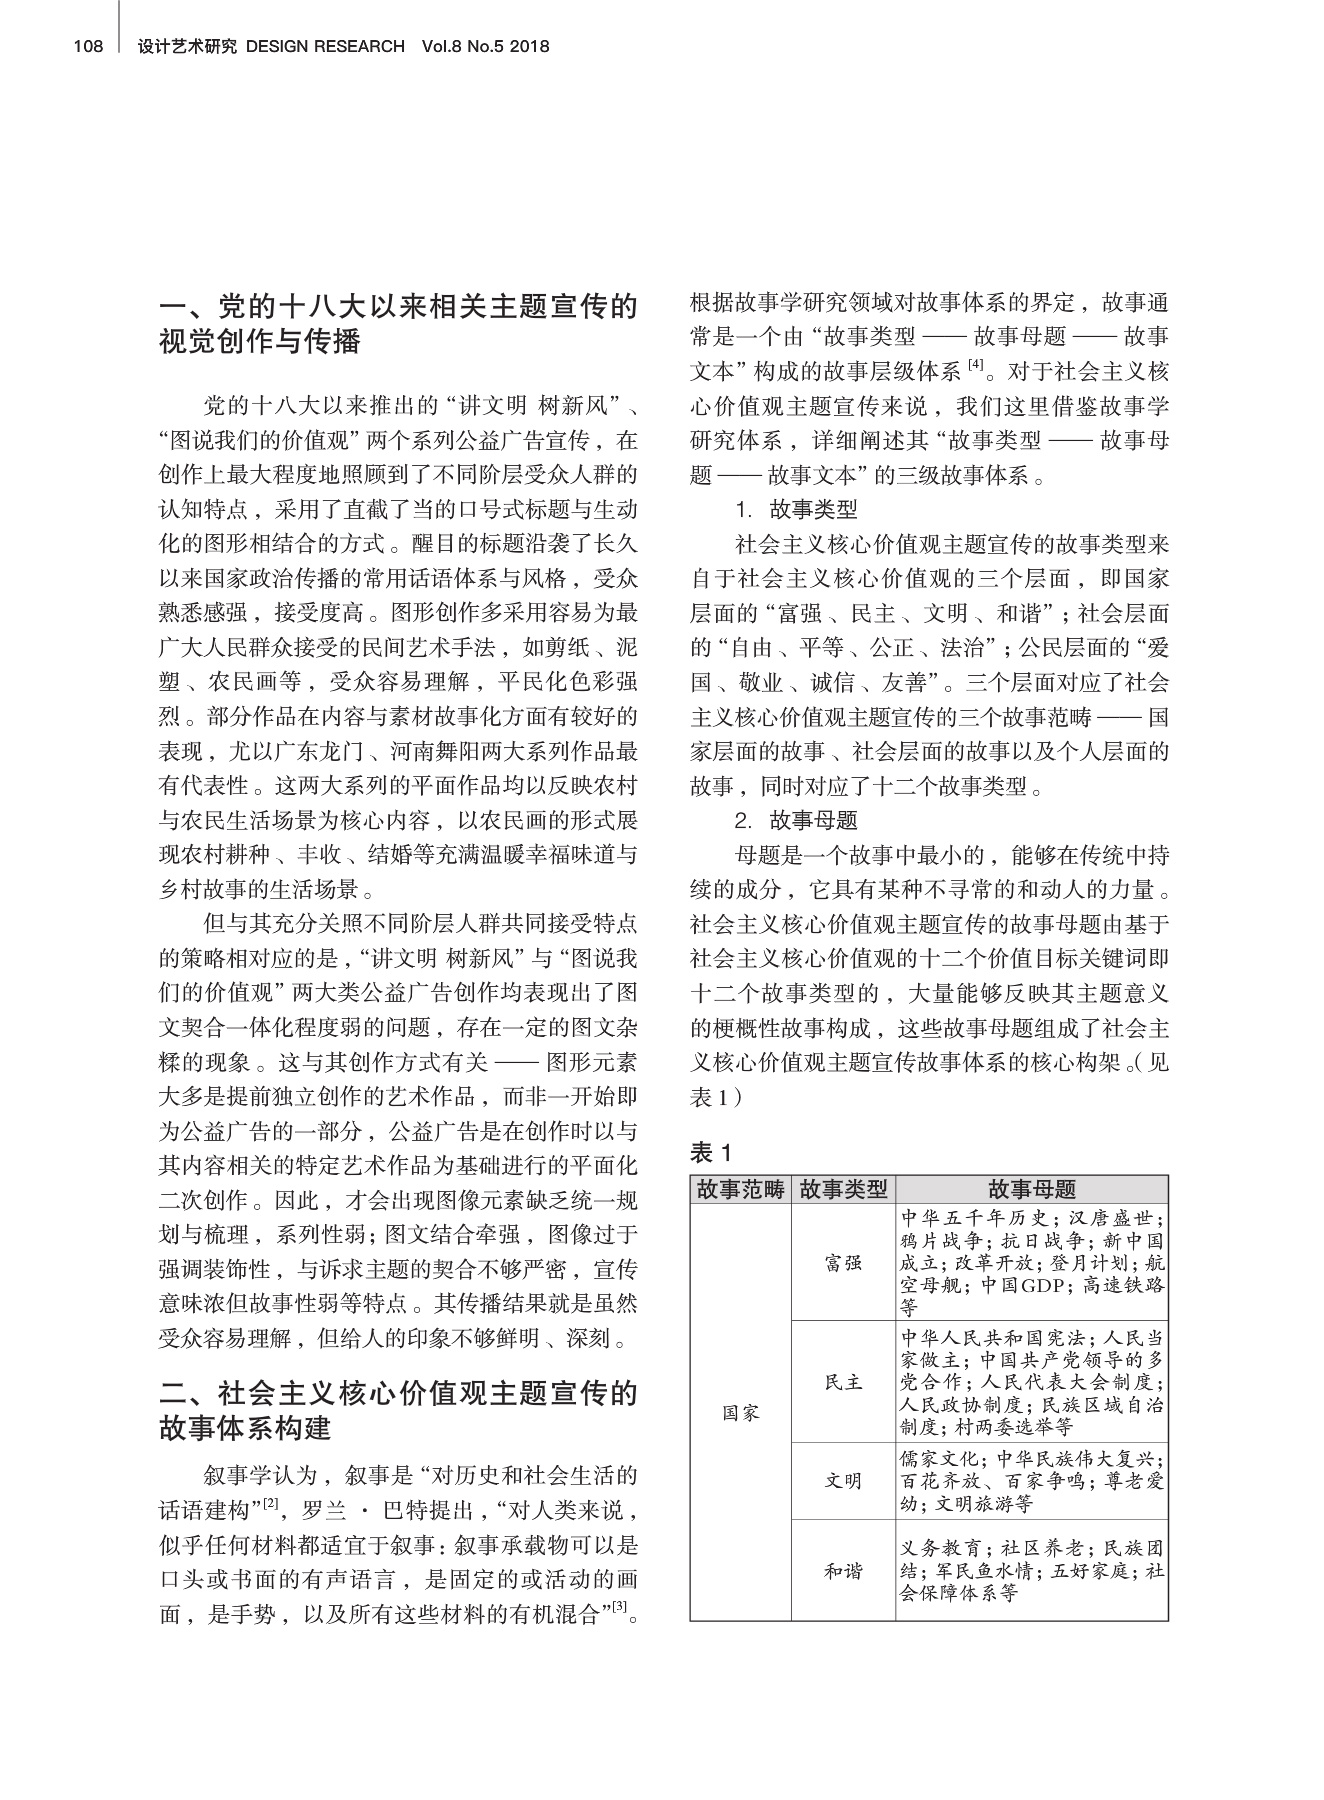 108 设计艺术研究 DESIGN RESEARCH Vol.8 No.5 2018
一、党的十八大以来相关主题宣传的
视觉创作与传播
党的十八大以来推出的“讲文明 树新风”、
“图说我们的价值观”两个系列公益广告宣传，在
创作上最大程度地照顾到了不同阶层受众人群的
认知特点，采用了直截了当的口号式标题与生动
化的图形相结合的方式。醒目的标题沿袭了长久
以来国家政治传播的常用话语体系与风格，受众
熟悉感强，接受度高。图形创作多采用容易为最
广大人民群众接受的民间艺术手法，如剪纸、泥
塑、农民画等，受众容易理解，平民化色彩强
烈。部分作品在内容与素材故事化方面有较好的
表现，尤以广东龙门、河南舞阳两大系列作品最
有代表性。这两大系列的平面作品均以反映农村
与农民生活场景为核心内容，以农民画的形式展
现农村耕种、丰收、结婚等充满温暖幸福味道与
乡村故事的生活场景。
但与其充分关照不同阶层人群共同接受特点
的策略相对应的是，“讲文明 树新风”与“图说我
们的价值观”两大类公益广告创作均表现出了图
文契合一体化程度弱的问题，存在一定的图文杂
糅的现象。这与其创作方式有关——图形元素
大多是提前独立创作的艺术作品，而非一开始即
为公益广告的一部分，公益广告是在创作时以与
其内容相关的特定艺术作品为基础进行的平面化
二次创作。因此，才会出现图像元素缺乏统一规
划与梳理，系列性弱；图文结合牵强，图像过于
强调装饰性，与诉求主题的契合不够严密，宣传
意味浓但故事性弱等特点。其传播结果就是虽然
受众容易理解，但给人的印象不够鲜明、深刻。
二、社会主义核心价值观主题宣传的
故事体系构建
叙事学认为，叙事是“对历史和社会生活的
话语建构”[2]，罗兰·巴特提出，“对人类来说，
似乎任何材料都适宜于叙事：叙事承载物可以是
口头或书面的有声语言，是固定的或活动的画
面，是手势，以及所有这些材料的有机混合”[3]。
根据故事学研究领域对故事体系的界定，故事通
常是一个由“故事类型——故事母题——故事
文本”构成的故事层级体系[4]。对于社会主义核
心价值观主题宣传来说，我们这里借鉴故事学
研究体系，详细阐述其“故事类型——故事母
题——故事文本”的三级故事体系。
1. 故事类型
社会主义核心价值观主题宣传的故事类型来
自于社会主义核心价值观的三个层面，即国家
层面的“富强、民主、文明、和谐”；社会层面
的“自由、平等、公正、法治”；公民层面的“爱
国、敬业、诚信、友善”。三个层面对应了社会
主义核心价值观主题宣传的三个故事范畴——国
家层面的故事、社会层面的故事以及个人层面的
故事，同时对应了十二个故事类型。
2. 故事母题
母题是一个故事中最小的，能够在传统中持
续的成分，它具有某种不寻常的和动人的力量。
社会主义核心价值观主题宣传的故事母题由基于
社会主义核心价值观的十二个价值目标关键词即
十二个故事类型的，大量能够反映其主题意义
的梗概性故事构成，这些故事母题组成了社会主
义核心价值观主题宣传故事体系的核心构架。（见
表1）
表 1
故事范畴 故事类型 故事母题
国家
富强
中华五千年历史；汉唐盛世；
鸦片战争；抗日战争；新中国
成立；改革开放；登月计划；航
空母舰；中国GDP；高速铁路
等
民主
中华人民共和国宪法；人民当
家做主；中国共产党领导的多
党合作；人民代表大会制度；
人民政协制度；民族区域自治
制度；村两委选举等
文明
儒家文化；中华民族伟大复兴；
百花齐放、百家争鸣；尊老爱
幼；文明旅游等
和谐
义务教育；社区养老；民族团
结；军民鱼水情；五好家庭；社
会保障体系等